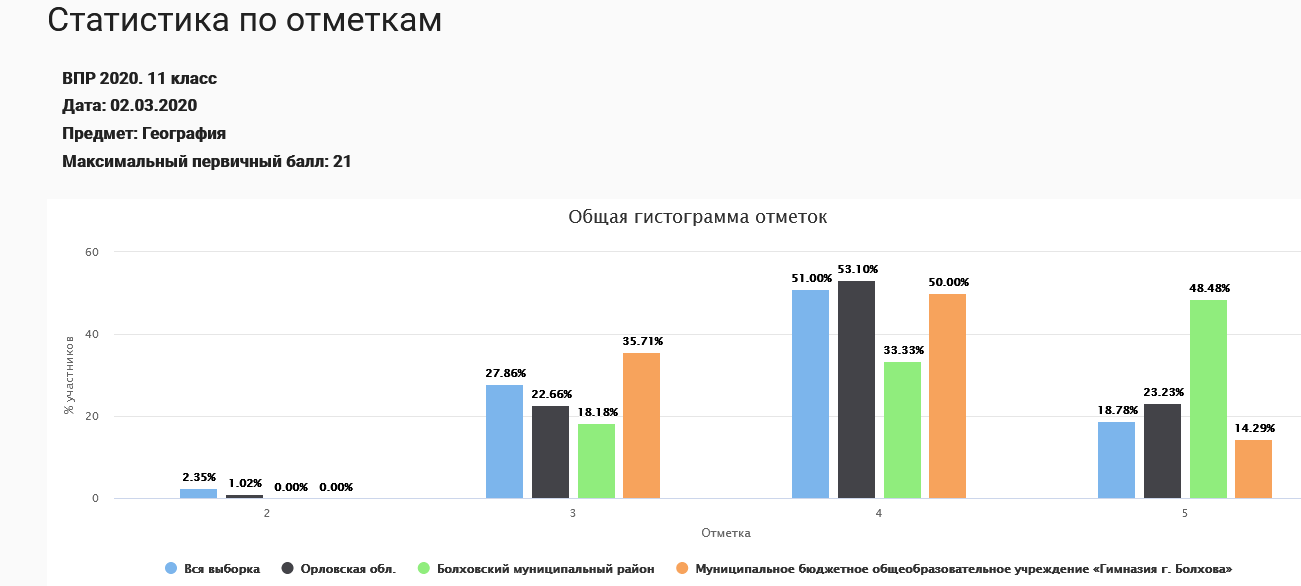 Статистика по отметкам
ВПР 2020. 11 класс
Дата: 02.03.2020
Предмет: География
Максимальный первичный балл: 21
Общая гистограмма отметок
% участников
60
40
20
0
2.35% 1.02% 0.00% 0.00%
27.86% 22.66% 18.18% 35.71%
51.00% 53.10% 33.33% 50.00%
18.78% 23.23% 48.48% 14.29%
2 3 4 5
Отметка
Вся выборка Орловская обл. Болховский муниципальный район Муниципальное бюджетное общеобразовательное учреждение «Гимназия г. Болхова»